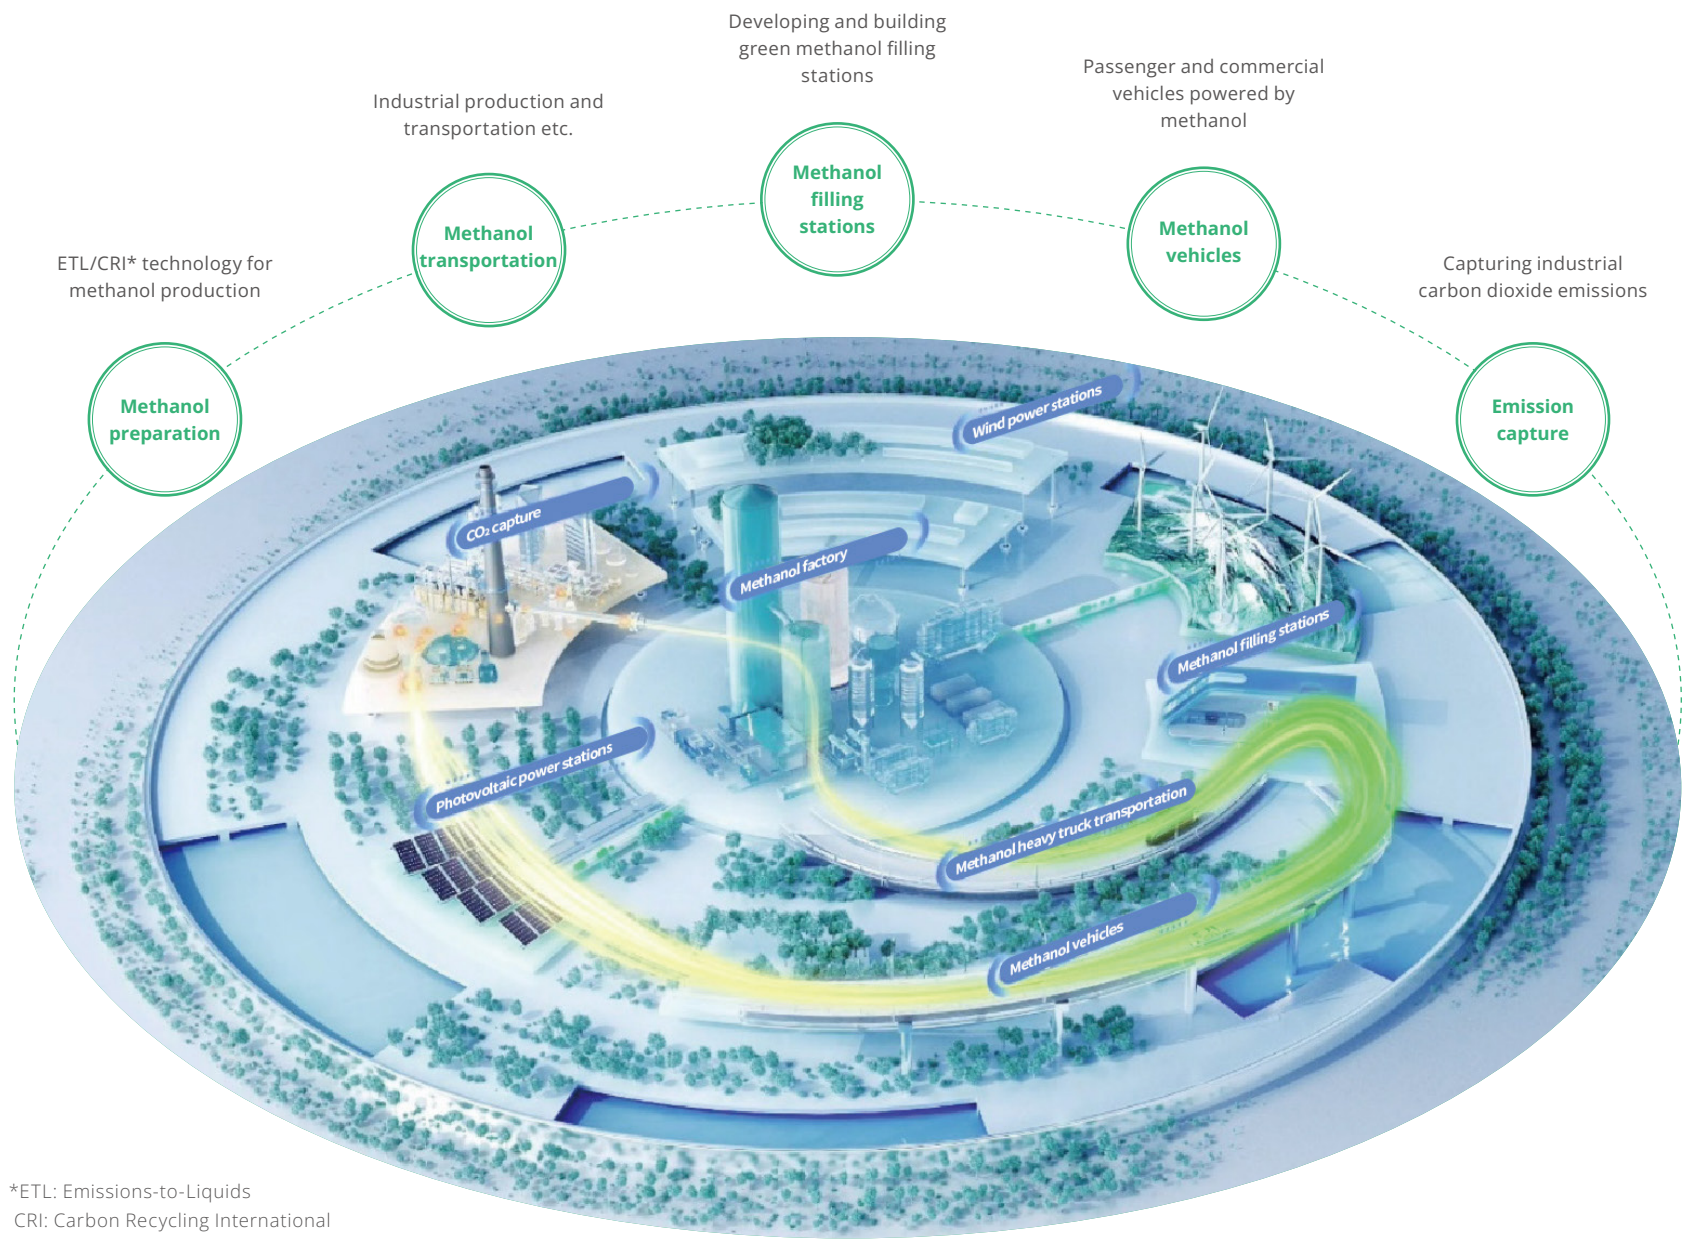 Developing and building
green methanol filling
stations
Passenger and commercial
vehicles powered by
methanol
Industrial production and
transportation etc.
Methanol
filling
stations
Methanol
transportation
Methanol
vehicles
ETL/CRI* technology for
methanol production
Capturing industrial
carbon dioxide emissions
Methanol
preparation
Emission
capture
Wind power stations
CO₂ capture
Methanol factory
Methanol filling stations
Photovoltaic power stations
Methanol heavy truck transportation
Methanol vehicles
*ETL: Emissions-to-Liquids
CRI: Carbon Recycling International